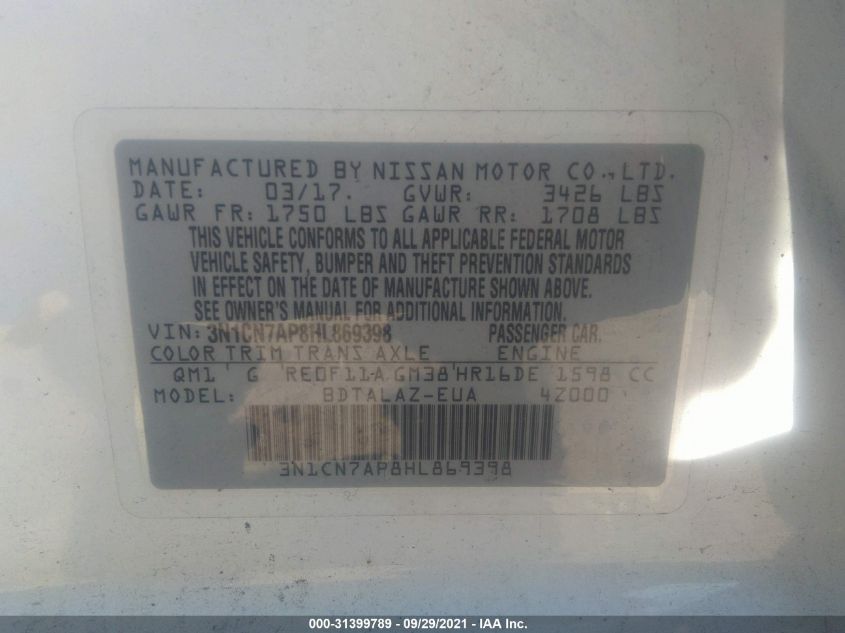 MANUFACTURED BY NISSAN MOTOR CO., LTD.
DATE: 03/17. GVWR: 3426 LBS
GAWR FR: 1750 LBS GAWR RR: 1708 LBS
THIS VEHICLE CONFORMS TO ALL APPLICABLE FEDERAL MOTOR
VEHICLE SAFETY, BUMPER AND THEFT PREVENTION STANDARDS
IN EFFECT ON THE DATE OF MANUFACTURE SHOWN ABOVE.
SEE OWNER'S MANUAL FOR ADDITIONAL INFORMATION.
VIN: 3N1CN7AP8HL869398 PASSENGER CAR.
COLOR TRIM TRANS AXLE ENGINE
QM1 G RE0F11A GM38 HR16DE 1598 CC
MODEL: BDTALAZ-EUA 4Z000
3N1CN7AP8HL869398
000-31399789 - 09/29/2021 - IAA Inc.